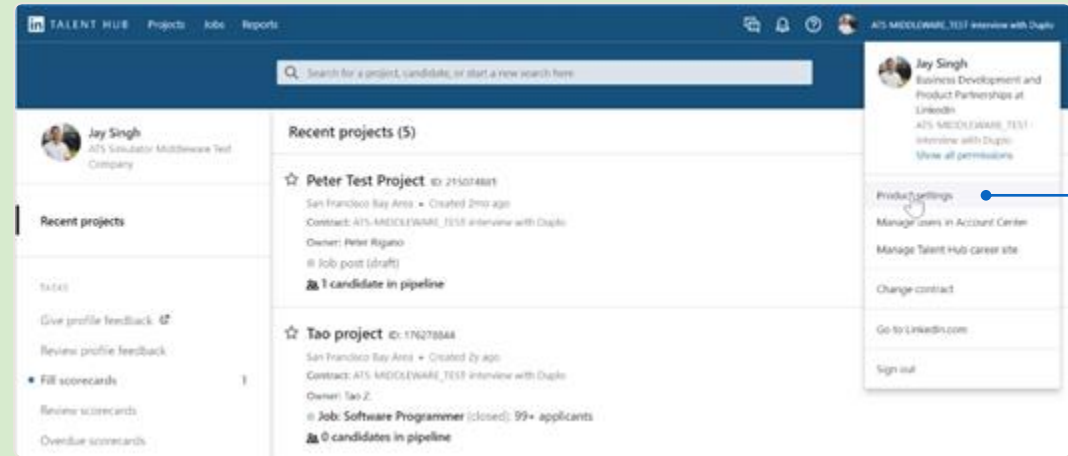 in TALENT HUB Projects Jobs Reports
ATS MIDDLEWARE_TEST interview with Duplo
Search for a project, candidate, or start a new search here
Jay Singh
Business Development and
Product Partnerships at
LinkedIn
ATS MIDDLEWARE_TEST
interview with Duplo
Show all permissions
Product settings
Manage users in Account Center
Manage Talent Hub career site
Change contract
Go to LinkedIn.com
Sign out
Jay Singh
ATS Simulator Middleware Test
Company
Recent projects
TASKS
Give profile feedback
Review profile feedback
Fill scorecards 1
Review scorecards
Overdue scorecards
Recent projects (5)
Peter Test Project ID:
San Francisco Bay Area • Created 2mo ago
Contract: ATS MIDDLEWARE_TEST interview with Duplo
Owner: Peter Rigano
Job post (draft)
1 candidate in pipeline
Tao project ID:
San Francisco Bay Area • Created 2y ago
Contract: ATS MIDDLEWARE_TEST interview with Duplo
Owner: Tao Z.
Job: Software Programmer (closed): 99+ applicants
0 candidates in pipeline